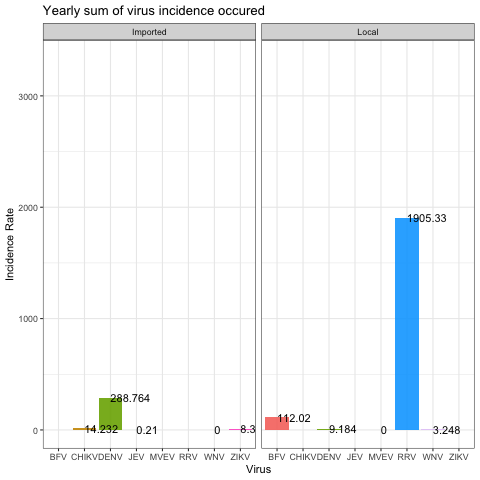 Yearly sum of virus incidence occured
Imported
Local
Incidence Rate
3000
2000
1000
0
14.232
288.764
0.21
0
8.3
112.02
9.184
0
1905.33
3.248
BFV CHIKV DENV JEV MVEV RRV WNV ZIKV
BFV CHIKV DENV JEV MVEV RRV WNV ZIKV
Virus